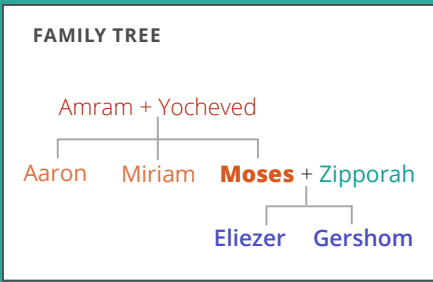 FAMILY TREE
Amram + Yocheved
Aaron Miriam Moses + Zipporah
Eliezer Gershom